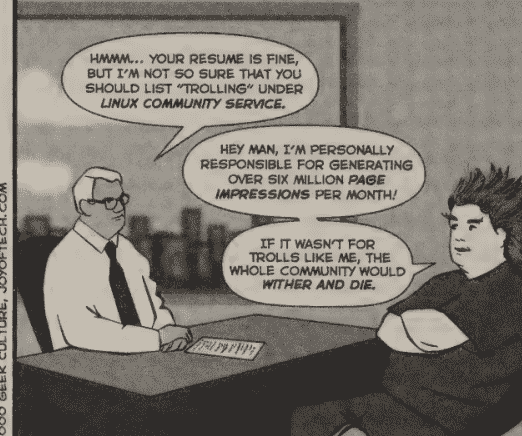 HMMM... YOUR RESUME IS FINE,
BUT I'M NOT SO SURE THAT YOU
SHOULD LIST "TROLLING" UNDER
LINUX COMMUNITY SERVICE.
HEY MAN, I'M PERSONALLY
RESPONSIBLE FOR GENERATING
OVER SIX MILLION PAGE
IMPRESSIONS PER MONTH!
IF IT WASN'T FOR
TROLLS LIKE ME, THE
WHOLE COMMUNITY WOULD
WITHER AND DIE.
GEEK CULTURE, JOYOFTECH.COM